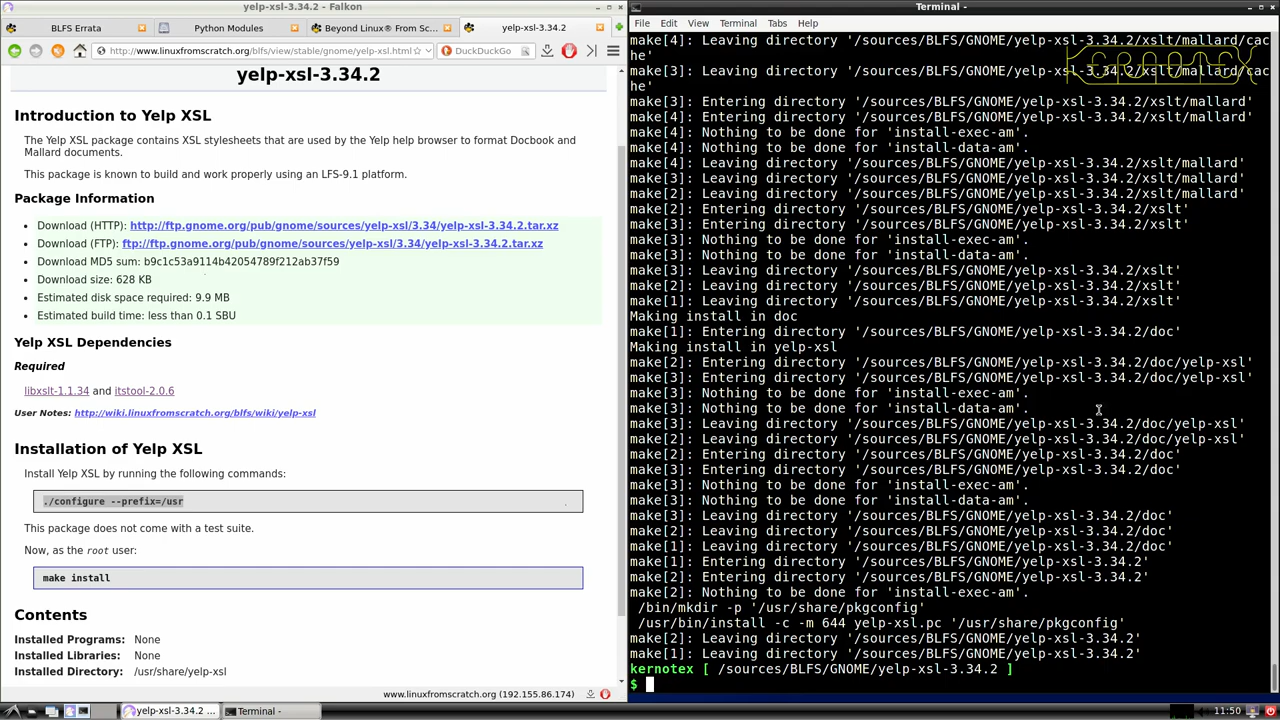 yelp-xsl-3.34.2 - Falkon
BLFS Errata
Python Modules
Beyond Linux® From Sc...
yelp-xsl-3.34.2
http://www.linuxfromscratch.org/blfs/view/stable/gnome/yelp-xsl.html
DuckDuckGo
yelp-xsl-3.34.2
Introduction to Yelp XSL
The Yelp XSL package contains XSL stylesheets that are used by the Yelp help browser to format Docbook and
Mallard documents.
This package is known to build and work properly using an LFS-9.1 platform.
Package Information
Download (HTTP): http://ftp.gnome.org/pub/gnome/sources/yelp-xsl/3.34/yelp-xsl-3.34.2.tar.xz
Download (FTP): ftp://ftp.gnome.org/pub/gnome/sources/yelp-xsl/3.34/yelp-xsl-3.34.2.tar.xz
Download MD5 sum: b9c1c53a9114b42054789f212ab37f59
Download size: 628 KB
Estimated disk space required: 9.9 MB
Estimated build time: less than 0.1 SBU
Yelp XSL Dependencies
Required
libxslt-1.1.34 and itstool-2.0.6
User Notes: http://wiki.linuxfromscratch.org/blfs/wiki/yelp-xsl
Installation of Yelp XSL
Install Yelp XSL by running the following commands:
./configure --prefix=/usr
This package does not come with a test suite.
Now, as the root user:
make install
Contents
Installed Programs: None
Installed Libraries: None
Installed Directory: /usr/share/yelp-xsl
www.linuxfromscratch.org (192.155.86.174)
Terminal -
File Edit View Terminal Tabs Help
make[4]: Leaving directory '/sources/BLFS/GNOME/yelp-xsl-3.34.2/xslt/mallard/cac
he'
make[3]: Leaving directory '/sources/BLFS/GNOME/yelp-xsl-3.34.2/xslt/mallard/cac
he'
make[3]: Entering directory '/sources/BLFS/GNOME/yelp-xsl-3.34.2/xslt/mallard'
make[4]: Entering directory '/sources/BLFS/GNOME/yelp-xsl-3.34.2/xslt/mallard'
make[4]: Nothing to be done for 'install-exec-am'.
make[4]: Nothing to be done for 'install-data-am'.
make[4]: Leaving directory '/sources/BLFS/GNOME/yelp-xsl-3.34.2/xslt/mallard'
make[3]: Leaving directory '/sources/BLFS/GNOME/yelp-xsl-3.34.2/xslt/mallard'
make[2]: Leaving directory '/sources/BLFS/GNOME/yelp-xsl-3.34.2/xslt/mallard'
make[2]: Entering directory '/sources/BLFS/GNOME/yelp-xsl-3.34.2/xslt'
make[3]: Entering directory '/sources/BLFS/GNOME/yelp-xsl-3.34.2/xslt'
make[3]: Nothing to be done for 'install-exec-am'.
make[3]: Nothing to be done for 'install-data-am'.
make[3]: Leaving directory '/sources/BLFS/GNOME/yelp-xsl-3.34.2/xslt'
make[2]: Leaving directory '/sources/BLFS/GNOME/yelp-xsl-3.34.2/xslt'
make[1]: Leaving directory '/sources/BLFS/GNOME/yelp-xsl-3.34.2/xslt'
Making install in doc
make[1]: Entering directory '/sources/BLFS/GNOME/yelp-xsl-3.34.2/doc'
Making install in yelp-xsl
make[2]: Entering directory '/sources/BLFS/GNOME/yelp-xsl-3.34.2/doc/yelp-xsl'
make[3]: Entering directory '/sources/BLFS/GNOME/yelp-xsl-3.34.2/doc/yelp-xsl'
make[3]: Nothing to be done for 'install-exec-am'.
make[3]: Nothing to be done for 'install-data-am'.
make[3]: Leaving directory '/sources/BLFS/GNOME/yelp-xsl-3.34.2/doc/yelp-xsl'
make[2]: Leaving directory '/sources/BLFS/GNOME/yelp-xsl-3.34.2/doc/yelp-xsl'
make[2]: Entering directory '/sources/BLFS/GNOME/yelp-xsl-3.34.2/doc'
make[3]: Entering directory '/sources/BLFS/GNOME/yelp-xsl-3.34.2/doc'
make[3]: Nothing to be done for 'install-exec-am'.
make[3]: Nothing to be done for 'install-data-am'.
make[3]: Leaving directory '/sources/BLFS/GNOME/yelp-xsl-3.34.2/doc'
make[2]: Leaving directory '/sources/BLFS/GNOME/yelp-xsl-3.34.2/doc'
make[1]: Leaving directory '/sources/BLFS/GNOME/yelp-xsl-3.34.2/doc'
make[1]: Entering directory '/sources/BLFS/GNOME/yelp-xsl-3.34.2'
make[2]: Entering directory '/sources/BLFS/GNOME/yelp-xsl-3.34.2'
make[2]: Nothing to be done for 'install-exec-am'.
/bin/mkdir -p '/usr/share/pkgconfig'
/usr/bin/install -c -m 644 yelp-xsl.pc '/usr/share/pkgconfig'
make[2]: Leaving directory '/sources/BLFS/GNOME/yelp-xsl-3.34.2'
make[1]: Leaving directory '/sources/BLFS/GNOME/yelp-xsl-3.34.2'
kernotex [ /sources/BLFS/GNOME/yelp-xsl-3.34.2 ]
$
yelp-xsl-3.34.2 ...
Terminal -
11:50